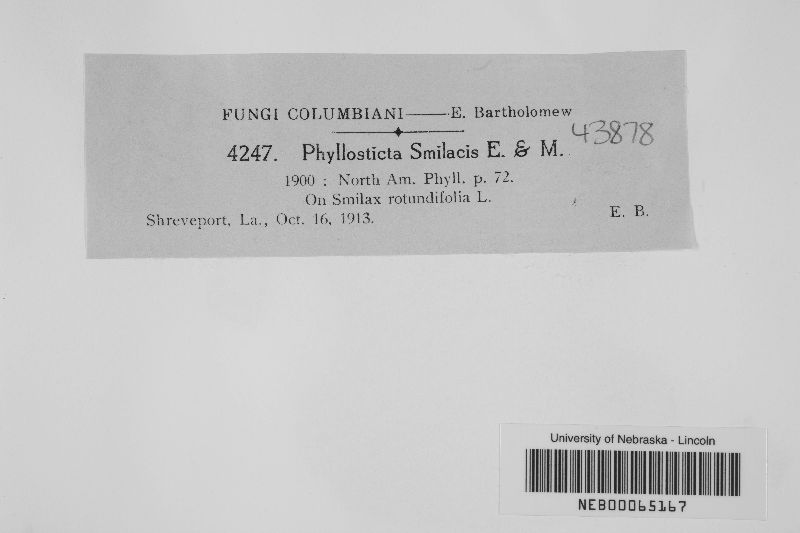 FUNGI COLUMBIANI——E. Bartholomew
43878
4247. Phyllosticta Smilacis E. & M.
1900 : North Am. Phyll. p. 72.
On Smilax rotundifolia L.
Shreveport, La., Oct. 16, 1913.
E. B.
University of Nebraska - Lincoln
NEB00065167